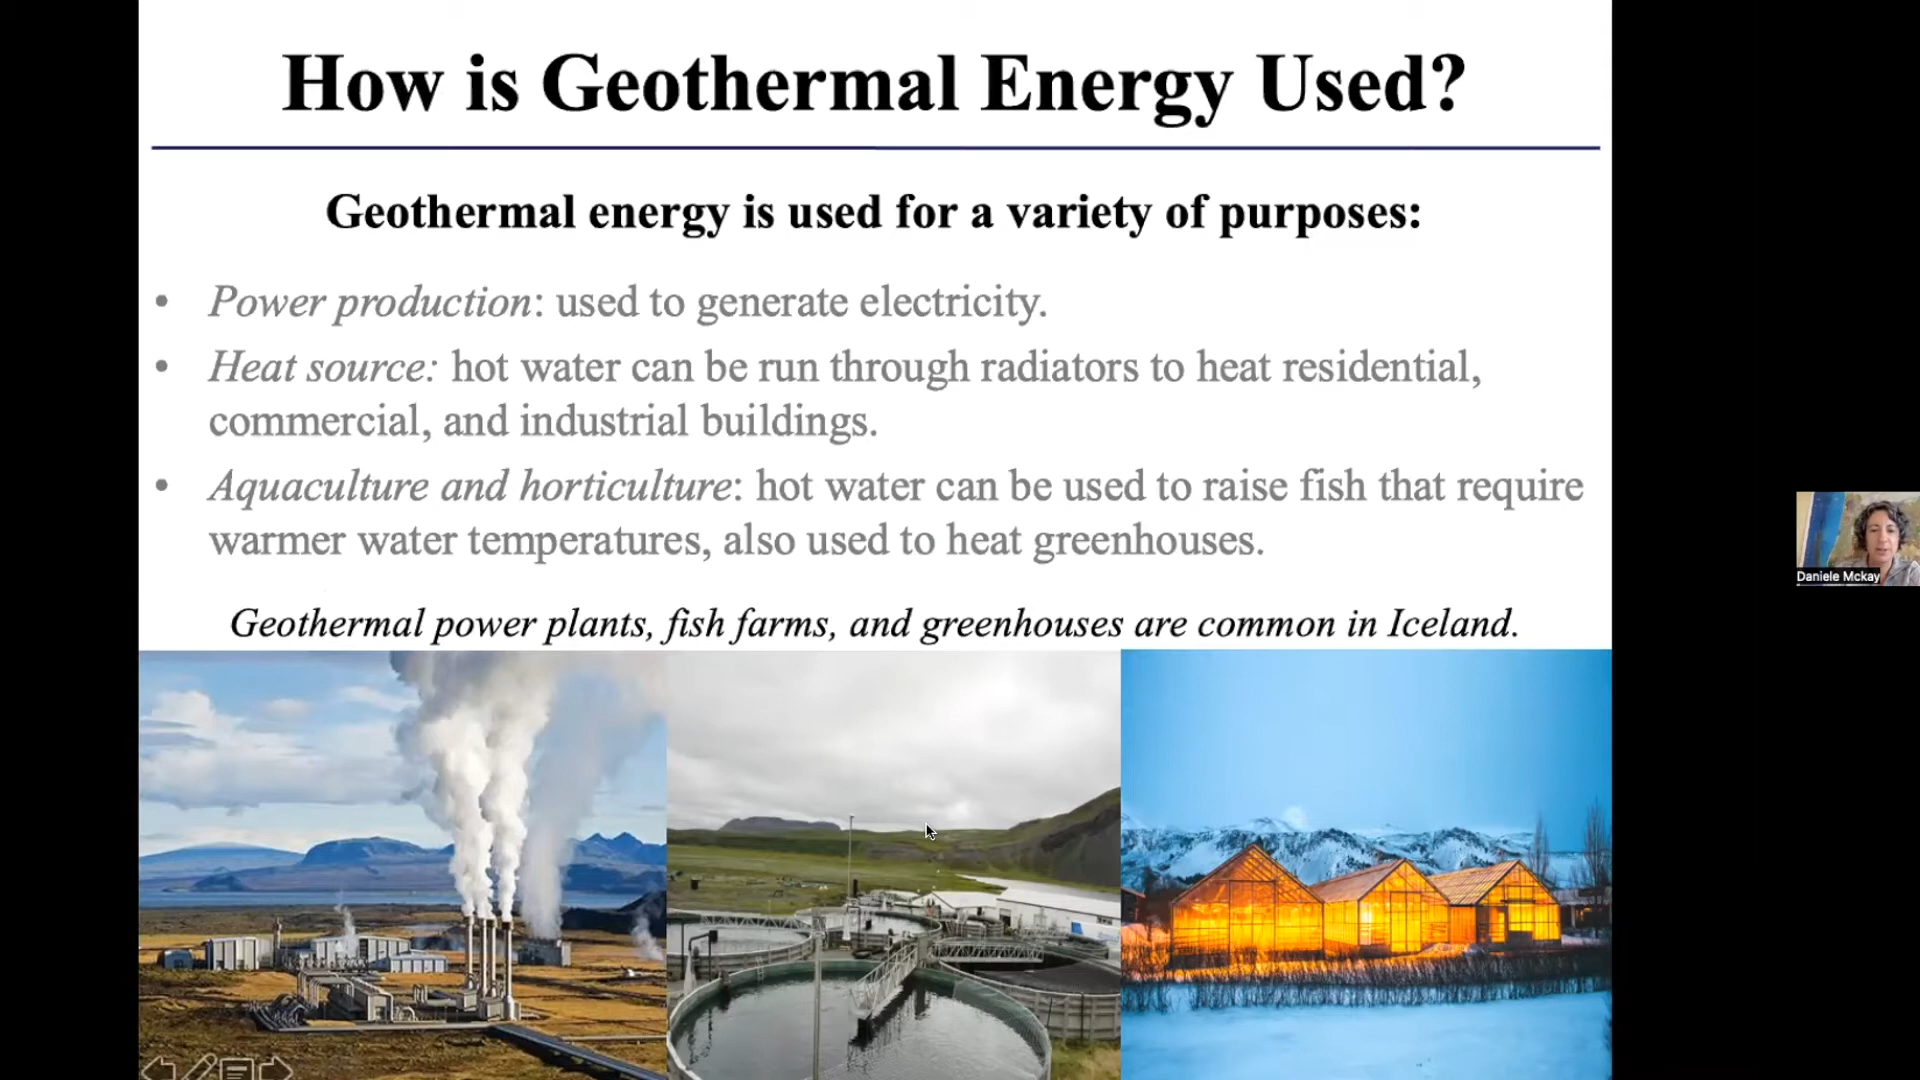 How is Geothermal Energy Used?
Geothermal energy is used for a variety of purposes:
• Power production: used to generate electricity.
• Heat source: hot water can be run through radiators to heat residential,
commercial, and industrial buildings.
• Aquaculture and horticulture: hot water can be used to raise fish that require
warmer water temperatures, also used to heat greenhouses.
Geothermal power plants, fish farms, and greenhouses are common in Iceland.
Daniele Mckay